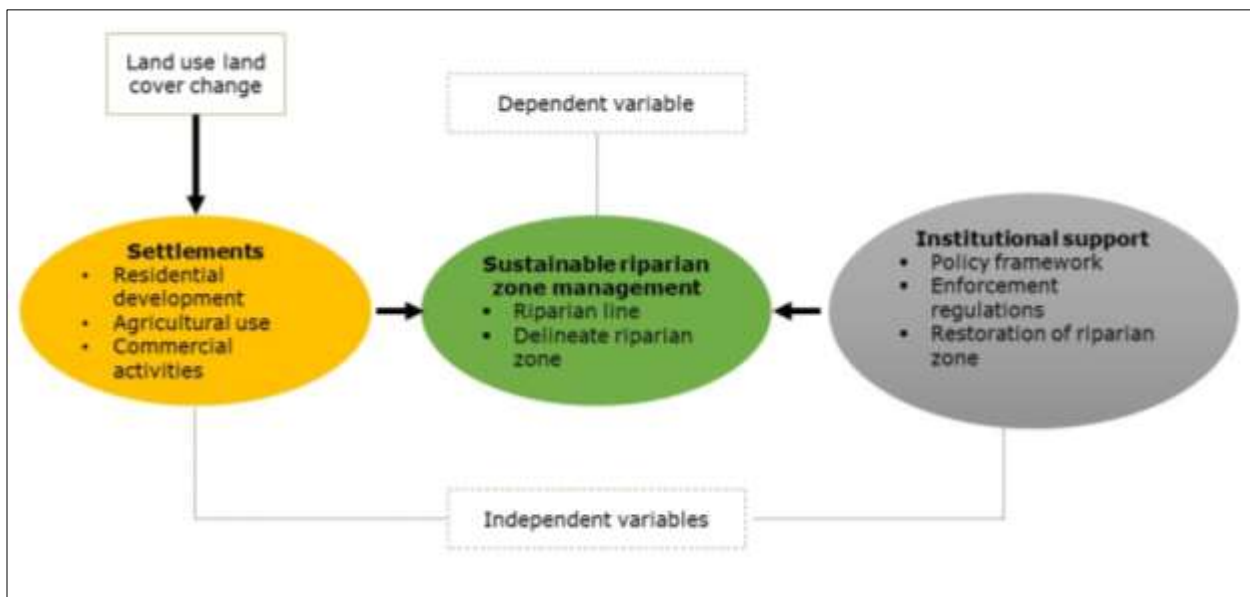 Land use land
cover change
Dependent variable
Settlements
• Residential
development
• Agricultural use
• Commercial
activities
Sustainable riparian
zone management
• Riparian line
• Delineate riparian
zone
Institutional support
• Policy framework
• Enforcement
regulations
• Restoration of riparian
zone
Independent variables